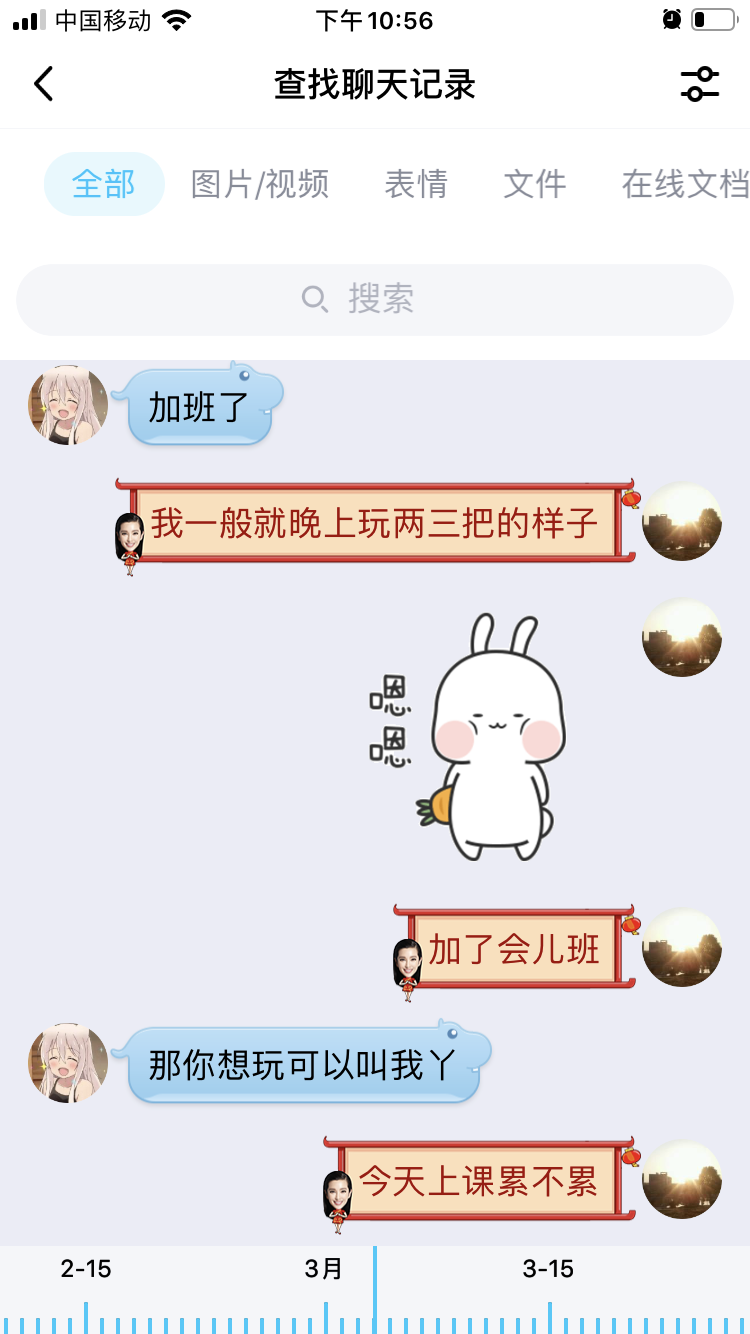 中国移动 下午10:56
查找聊天记录
全部 图片/视频 表情 文件 在线文档
搜索
加班了
我一般就晚上玩两三把的样子
嗯
嗯
加了会儿班
那你想玩可以叫我丫
今天上课累不累
2-15 3月 3-15